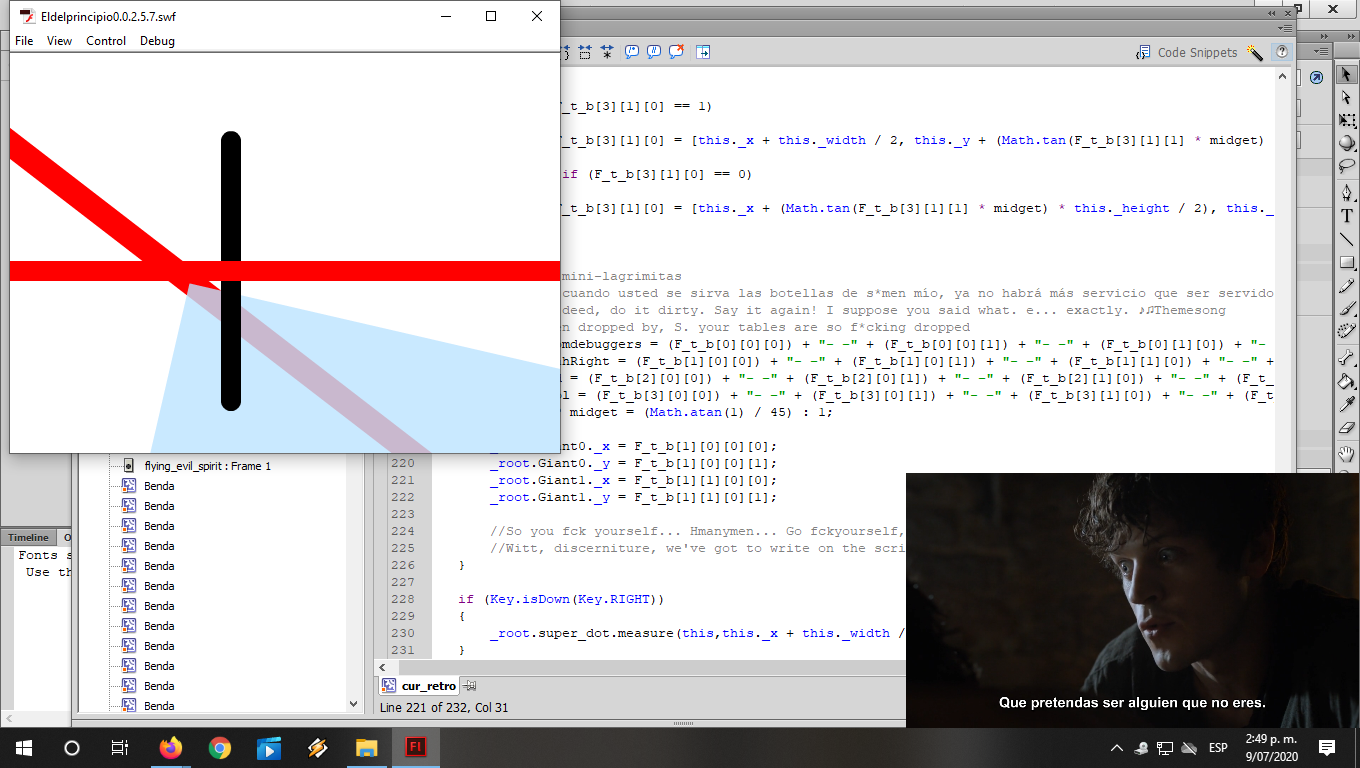 Eldelprincipio0.0.2.5.7.swf
File View Control Debug
Code Snippets
_t_b[3][1][0] == 1)
_t_b[3][1][0] = [this._x + this._width / 2, this._y + (Math.tan(F_t_b[3][1][1] * midget)
if (F_t_b[3][1][0] == 0)
_t_b[3][1][0] = [this._x + (Math.tan(F_t_b[3][1][1] * midget) * this._height / 2), this._
mini-lagrimitas
cuando usted se sirva las botellas de s*men mío, ya no habrá más servicio que ser servido
deed, do it dirty. Say it again! I suppose you said what. e... exactly. ♪♫Themesong
n dropped by, S. your tables are so f*cking dropped
omdebuggers = (F_t_b[0][0][0]) + "- -" + (F_t_b[0][0][1]) + "- -" + (F_t_b[0][1][0]) + "-
hRight = (F_t_b[1][0][0]) + "- -" + (F_t_b[1][0][1]) + "- -" + (F_t_b[1][1][0]) + "- -" +
l = (F_t_b[2][0][0]) + "- -" + (F_t_b[2][0][1]) + "- -" + (F_t_b[2][1][0]) + "- -" + (F_t_
ol = (F_t_b[3][0][0]) + "- -" + (F_t_b[3][0][1]) + "- -" + (F_t_b[3][1][0]) + "- -" + (F_t
midget = (Math.atan(1) / 45) : 1;
nt0._x = F_t_b[1][0][0][0];
220 _root.Giant0._y = F_t_b[1][0][0][1];
221 _root.Giant1._x = F_t_b[1][1][0][0];
222 _root.Giant1._y = F_t_b[1][1][0][1];
223
224 //So you fck yourself... Hmanymen... Go fckyourself,
225 //Witt, discerniture, we've got to write on the scri
226 }
227
228 if (Key.isDown(Key.RIGHT))
229 {
230 _root.super_dot.measure(this,this._x + this._width /
231 }
flying_evil_spirit : Frame 1
Benda
Benda
Benda
Benda
Benda
Benda
Benda
Benda
Benda
Benda
Benda
Benda
Timeline O
Fonts s
Use th
cur_retro
Line 221 of 232, Col 31
Que pretendas ser alguien que no eres.
Fl
ESP
2:49 p. m.
9/07/2020